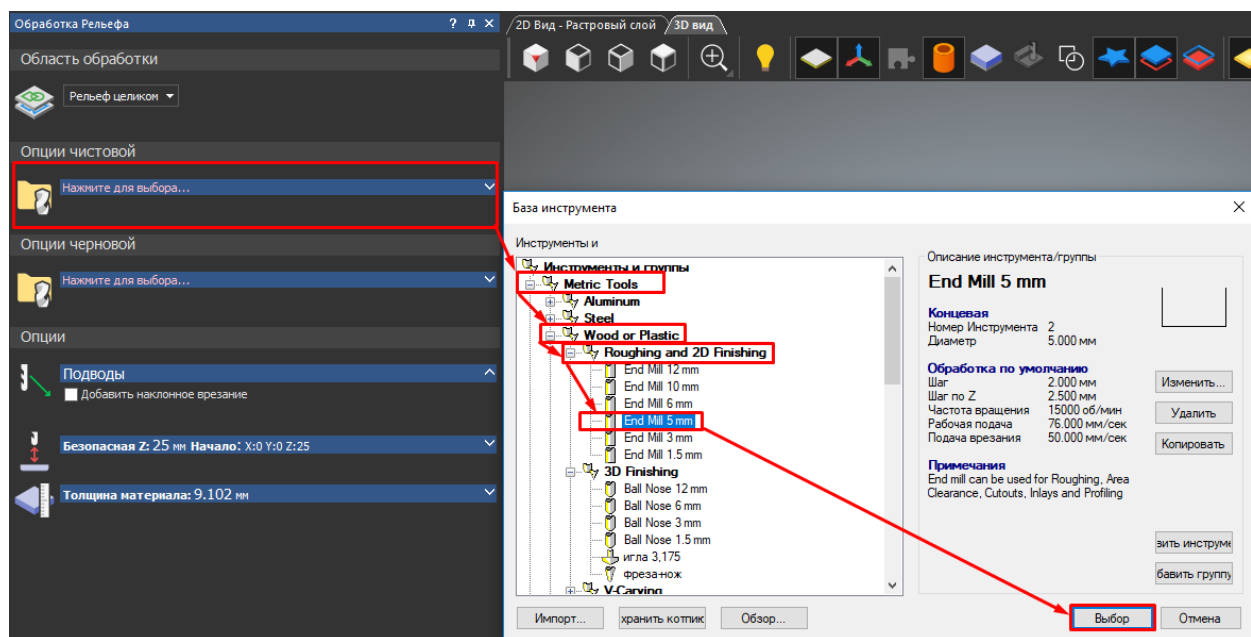 Обработка Рельефа
Область обработки
Рельеф целиком
Опции чистовой
Нажмите для выбора...
Опции черновой
Нажмите для выбора...
Опции
Подводы
Добавить наклонное врезание
Безопасная Z: 25 мм Начало: X:0 Y:0 Z:25
Толщина материала: 9.102 мм
2D Вид - Растровый слой
3D вид
База инструмента
Инструменты и
Инструменты и группы
Metric Tools
Aluminum
Steel
Wood or Plastic
Roughing and 2D Finishing
End Mill 12 mm
End Mill 10 mm
End Mill 6 mm
End Mill 5 mm
End Mill 3 mm
End Mill 1.5 mm
3D Finishing
Ball Nose 12 mm
Ball Nose 6 mm
Ball Nose 3 mm
Ball Nose 1.5 mm
игла 3,175
фреза-нож
V-Carving
Импорт...
хранить котпик
Обзор...
Описание инструмента/группы
End Mill 5 mm
Концевая
Номер Инструмента 2
Диаметр 5.000 мм
Обработка по умолчанию
Шаг 2.000 мм
Шаг по Z 2.500 мм
Частота вращения 15000 об/мин
Рабочая подача 76.000 мм/сек
Подача врезания 50.000 мм/сек
Примечания
End mill can be used for Roughing, Area
Clearance, Cutouts, Inlays and Profiling
Изменить...
Удалить
Копировать
зить инструме
бавить группу
Выбор
Отмена